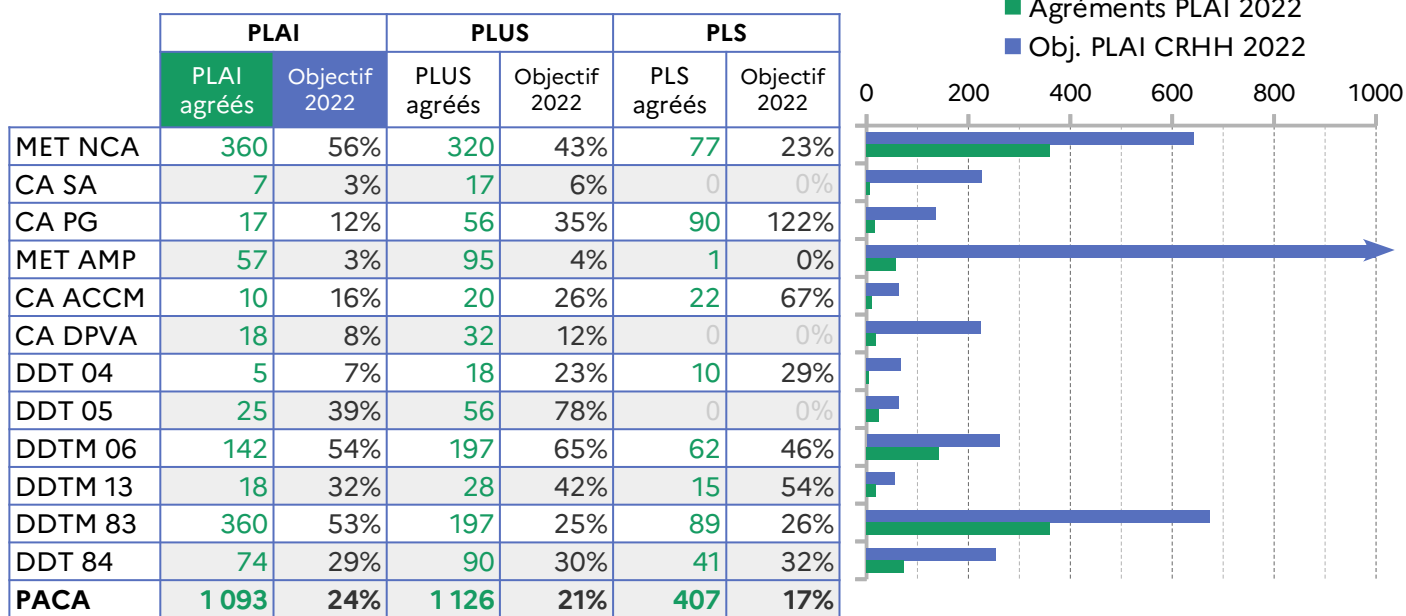 Agréments PLAI 2022
Obj. PLAI CRHH 2022
PLAI PLUS PLS
PLAI agréés Objectif 2022 PLUS agréés Objectif 2022 PLS agréés Objectif 2022
0 200 400 600 800 1000
MET NCA 360 56% 320 43% 77 23%
CA SA 7 3% 17 6% 0 0%
CA PG 17 12% 56 35% 90 122%
MET AMP 57 3% 95 4% 1 0%
CA ACCM 10 16% 20 26% 22 67%
CA DPVA 18 8% 32 12% 0 0%
DDT 04 5 7% 18 23% 10 29%
DDT 05 25 39% 56 78% 0 0%
DDTM 06 142 54% 197 65% 62 46%
DDTM 13 18 32% 28 42% 15 54%
DDTM 83 360 53% 197 25% 89 26%
DDT 84 74 29% 90 30% 41 32%
PACA 1 093 24% 1 126 21% 407 17%